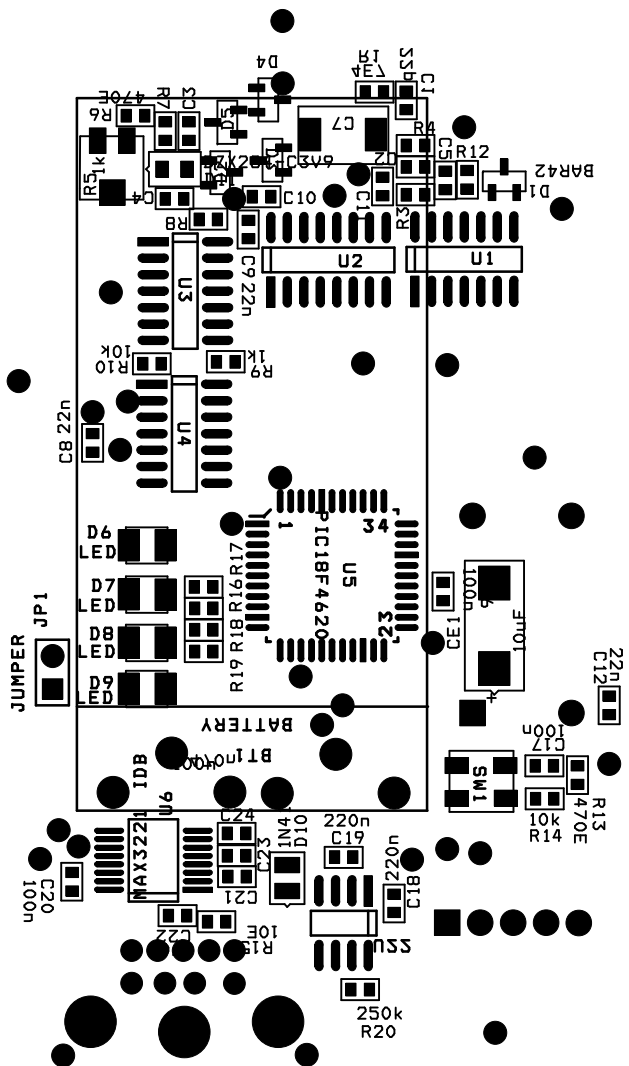 D4
R1
4E7
22p
C1
470E
R6
R7
C3
D5
C7
R4
C2
C5
R12
BAR42
D1
R5
1k
C4
C10
C11
R3
R8
C9
22n
U2
U1
U3
10k
R10
1k
R9
22n
C8
U4
D6
LED
D7
LED
D8
LED
D9
LED
R17
R16
R18
R19
1
34
PIC18F4620
U5
23
100n
CE1
10uF
+
JP1
JUMPER
22n
C12
BATTERY
BT1
100n
C17
SW1
10k
R14
R13
470E
IDB
U6
MAX3221
C24
C23
C21
1N4
D10
220n
C19
220n
C18
C20
100n
C22
10E
R15
U22
250k
R20